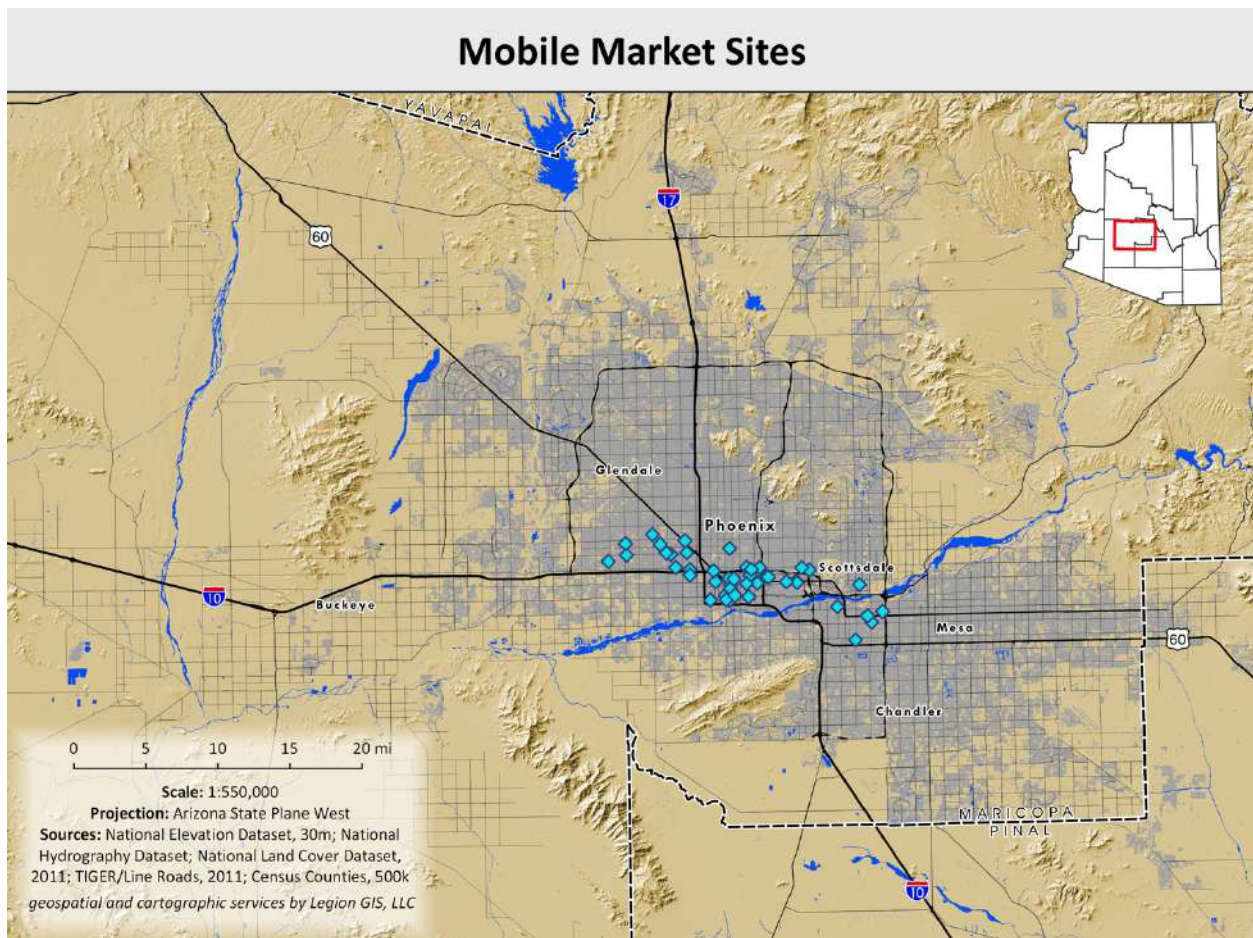 Mobile Market Sites
YAVAPAI
17
60
Glendale
Phoenix
Scottsdale
10
Buckeye
Mesa
60
Chandler
0 5 10 15 20 mi
Scale: 1:550,000
Projection: Arizona State Plane West
Sources: National Elevation Dataset, 30m; National
Hydrography Dataset; National Land Cover Dataset,
2011; TIGER/Line Roads, 2011; Census Counties, 500k
geospatial and cartographic services by Legion GIS, LLC
MARICOPA
PINAL
10